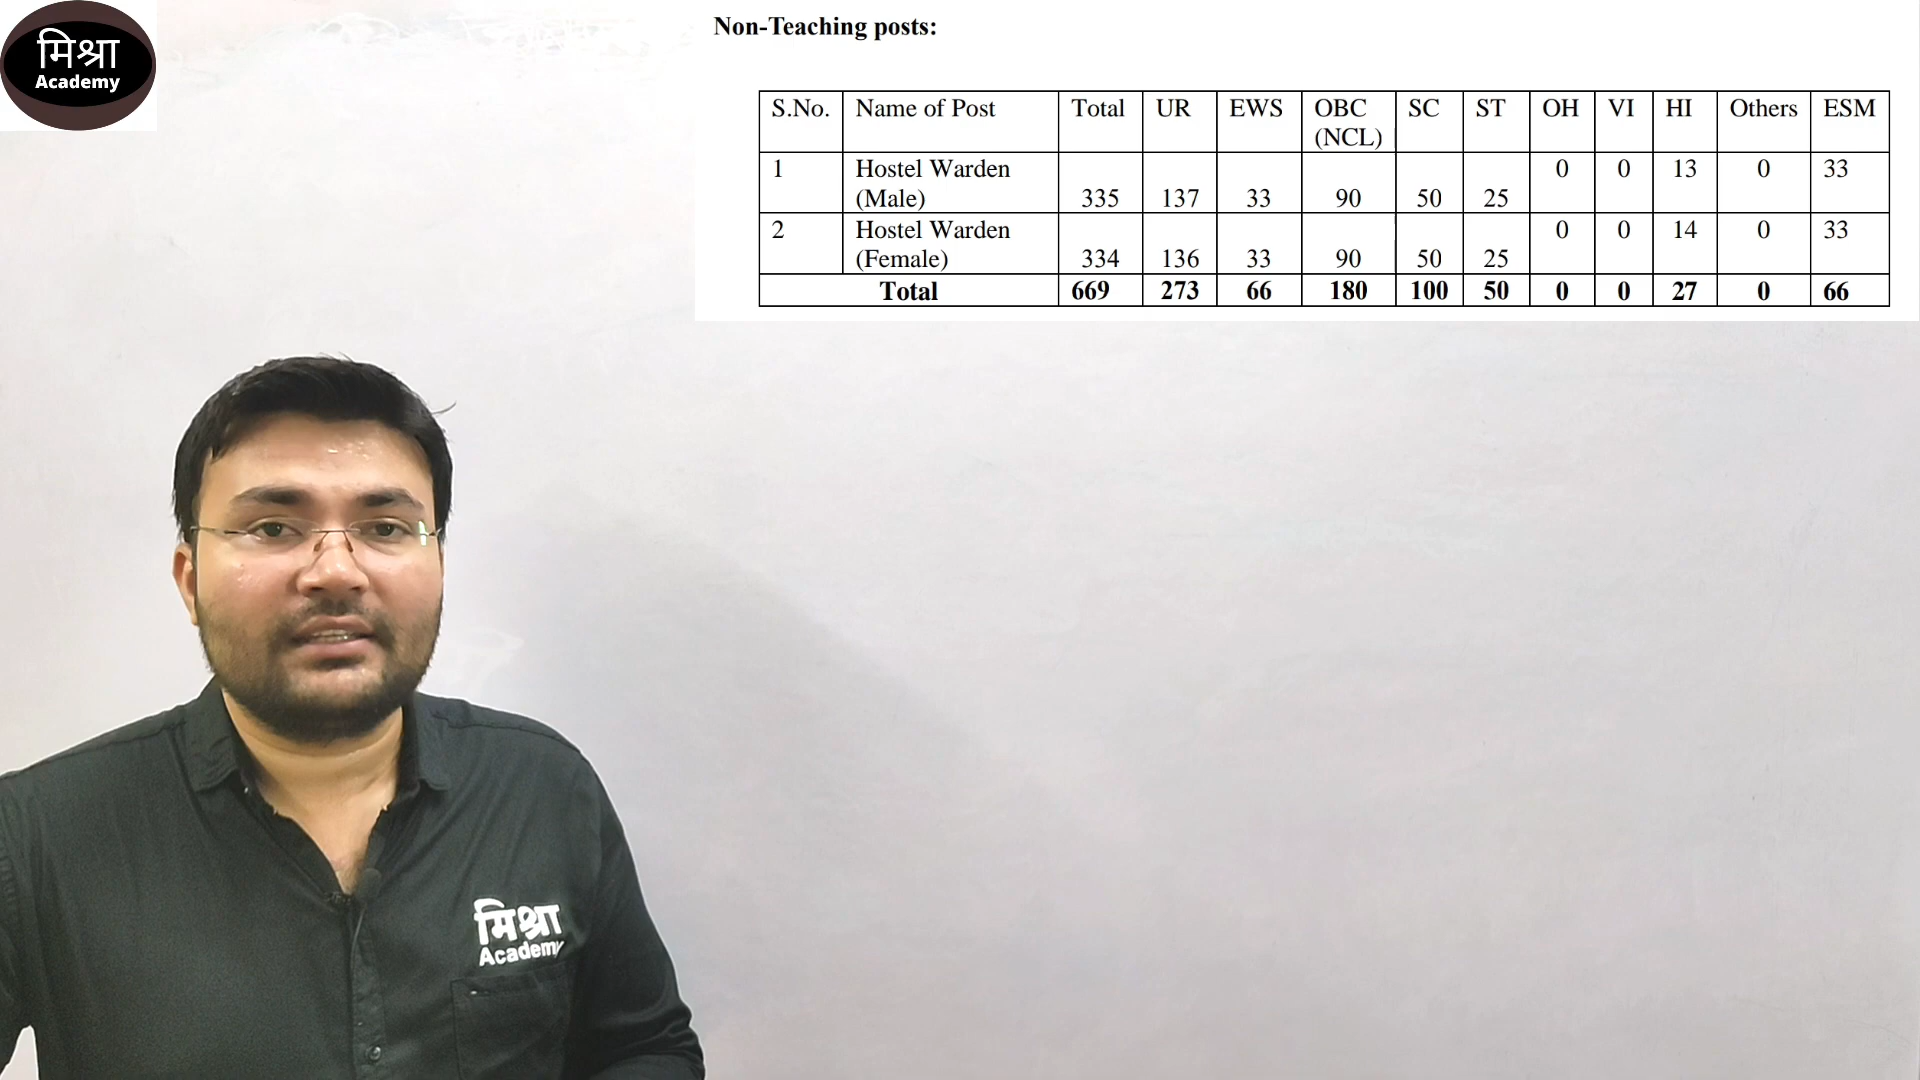 मिश्रा
Academy
Non-Teaching posts:
S.No. Name of Post Total UR EWS OBC (NCL) SC ST OH VI HI Others ESM
1 Hostel Warden (Male) 335 137 33 90 50 25 0 0 13 0 33
2 Hostel Warden (Female) 334 136 33 90 50 25 0 0 14 0 33
Total 669 273 66 180 100 50 0 0 27 0 66
मिश्रा
Academy